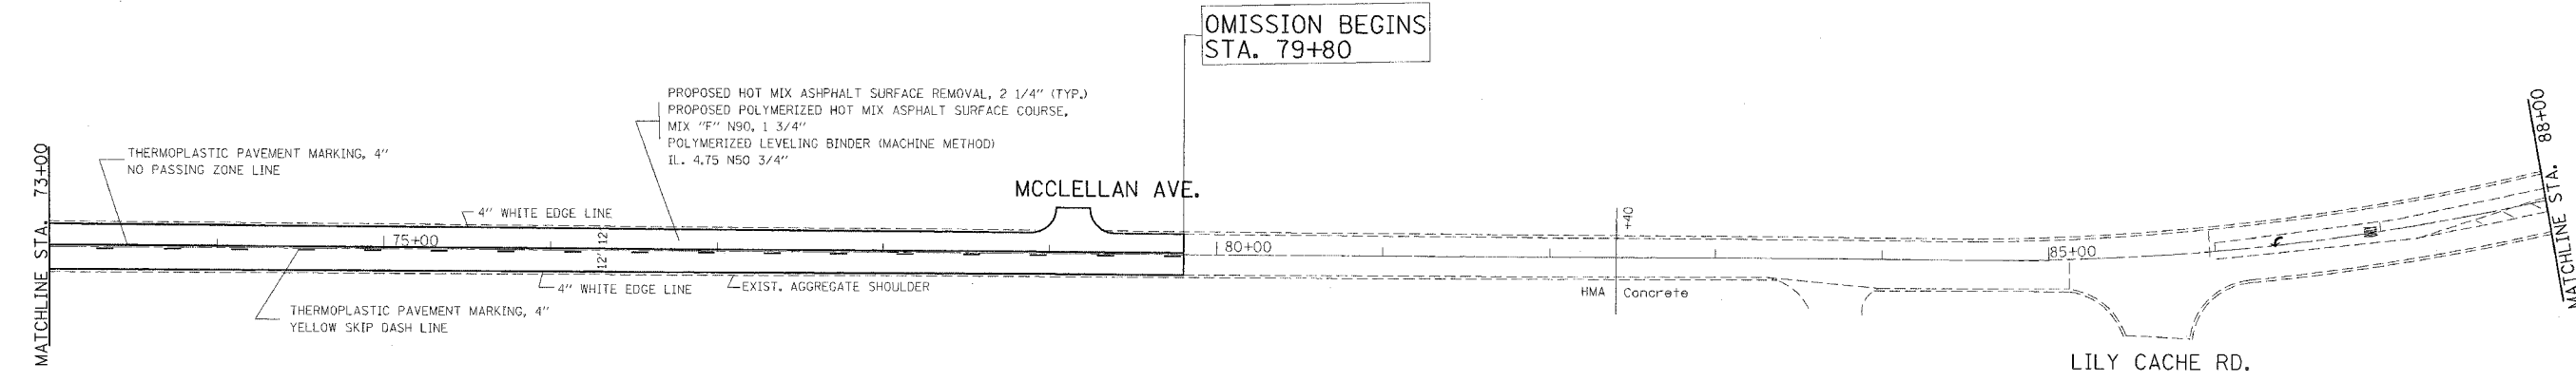 OMISSION BEGINS
STA. 79+80
PROPOSED HOT MIX ASHPHALT SURFACE REMOVAL, 2 1/4" (TYP.)
PROPOSED POLYMERIZED HOT MIX ASPHALT SURFACE COURSE,
MIX "F" N90, 1 3/4"
POLYMERIZED LEVELING BINDER (MACHINE METHOD)
IL. 4.75 N50 3/4"
THERMOPLASTIC PAVEMENT MARKING, 4"
NO PASSING ZONE LINE
MATCHLINE STA. 73+00
MCCLELLAN AVE.
4" WHITE EDGE LINE
75+00
12'
12'
80+00
+40
85+00
MATCHLINE STA. 88+00
4" WHITE EDGE LINE
EXIST. AGGREGATE SHOULDER
HMA
Concrete
THERMOPLASTIC PAVEMENT MARKING, 4"
YELLOW SKIP DASH LINE
LILY CACHE RD.